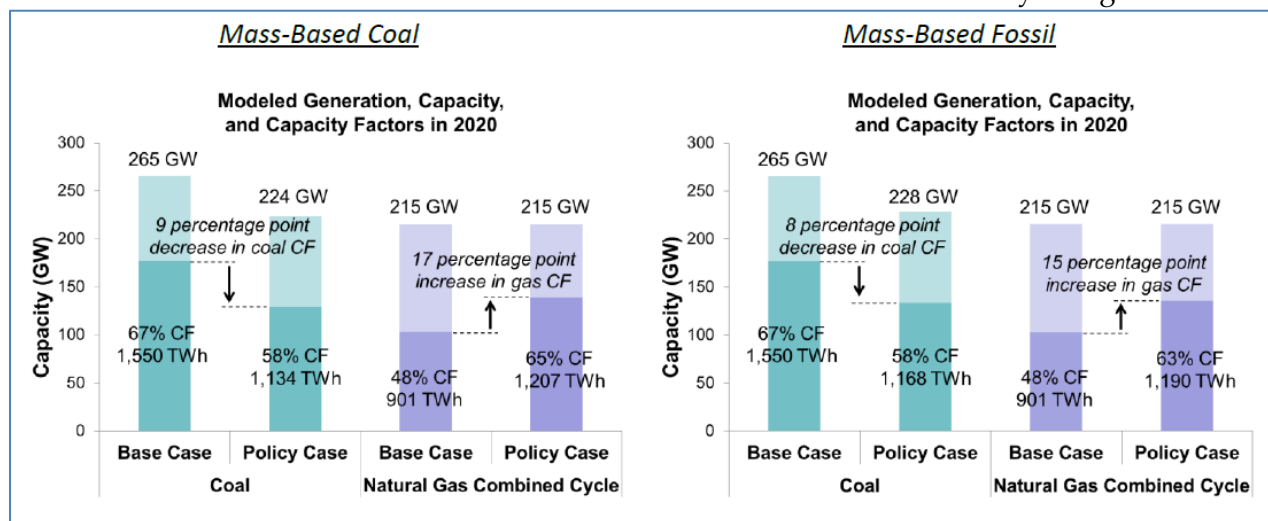 Mass-Based Coal
Modeled Generation, Capacity,
and Capacity Factors in 2020
Capacity (GW)
300
250
200
150
100
50
0
265 GW
224 GW
215 GW
215 GW
9 percentage point
decrease in coal CF
17 percentage point
increase in gas CF
67% CF
1,550 TWh
58% CF
1,134 TWh
48% CF
901 TWh
65% CF
1,207 TWh
Base Case
Policy Case
Base Case
Policy Case
Coal
Natural Gas Combined Cycle
Mass-Based Fossil
Modeled Generation, Capacity,
and Capacity Factors in 2020
Capacity (GW)
300
250
200
150
100
50
0
265 GW
228 GW
215 GW
215 GW
8 percentage point
decrease in coal CF
15 percentage point
increase in gas CF
67% CF
1,550 TWh
58% CF
1,168 TWh
48% CF
901 TWh
63% CF
1,190 TWh
Base Case
Policy Case
Base Case
Policy Case
Coal
Natural Gas Combined Cycle